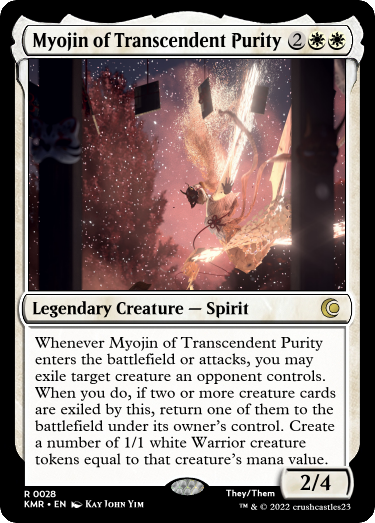 Myojin of Transcendent Purity 2
Legendary Creature — Spirit
Whenever Myojin of Transcendent Purity
enters the battlefield or attacks, you may
exile target creature an opponent controls.
When you do, if two or more creature cards
are exiled by this, return one of them to the
battlefield under its owner's control. Create
a number of 1/1 white Warrior creature
tokens equal to that creature's mana value.
2/4
R 0028
KMR • EN Kay John Yim
They/Them
™ & © 2022 crushcastles23